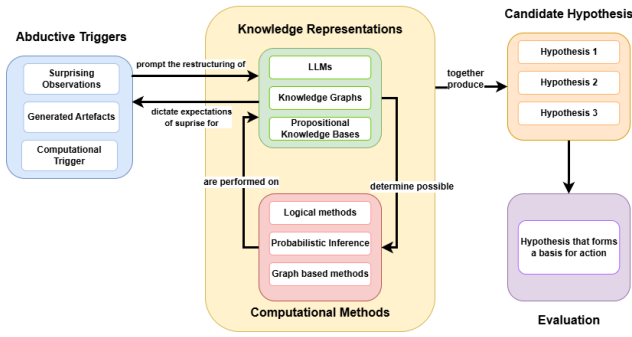 Abductive Triggers
Surprising
Observations
Generated Artefacts
Computational
Trigger
prompt the restructuring of
dictate expectations
of suprise for
Knowledge Representations
LLMs
Knowledge Graphs
Propositional
Knowledge Bases
are performed on
determine possible
Logical methods
Probabilistic Inference
Graph based methods
Computational Methods
together
produce
Candidate Hypothesis
Hypothesis 1
Hypothesis 2
Hypothesis 3
Hypothesis that forms
a basis for action
Evaluation